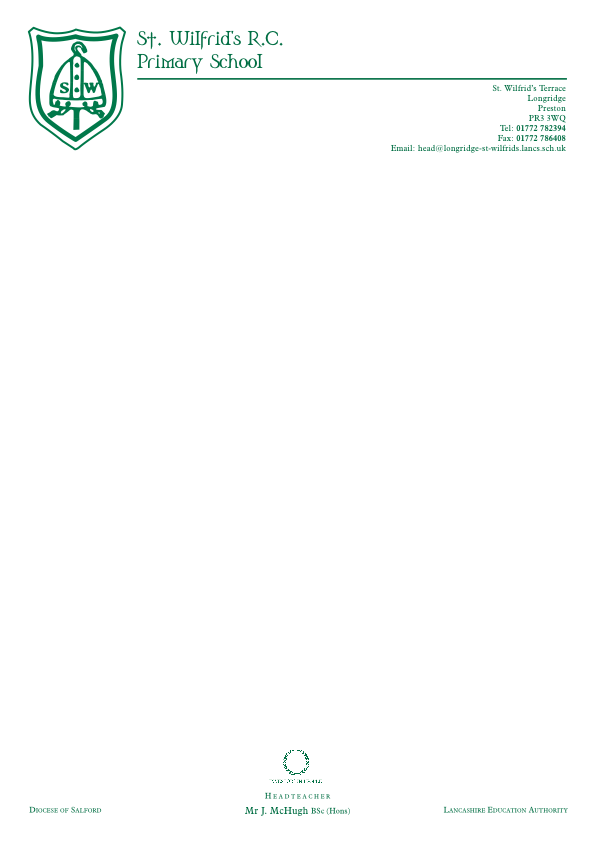 St. Wilfrid's R.C.
Primary School
S W
St. Wilfrid's Terrace
Longridge
Preston
PR3 3WQ
Tel: 01772 782394
Fax: 01772 786408
Email: head@longridge-st-wilfrids.lancs.sch.uk
Headteacher
Diocese of Salford
Mr J. McHugh BSc (Hons)
Lancashire Education Authority